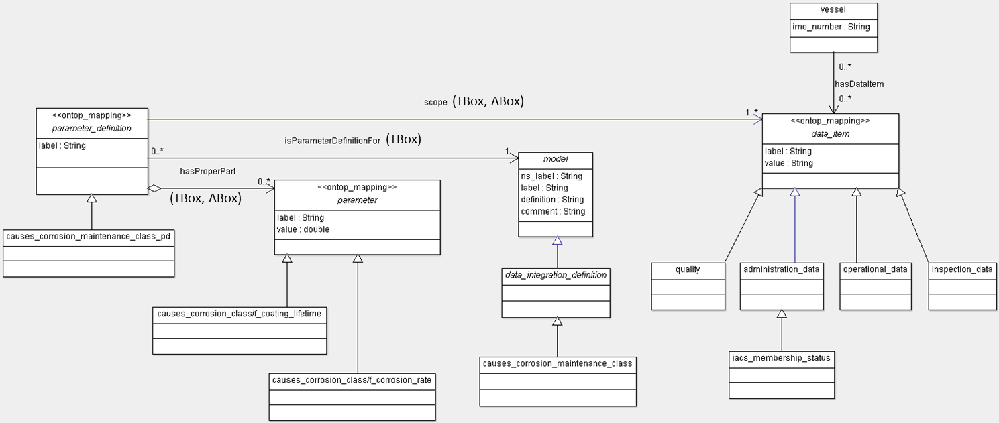 vessel
imo_number : String
0..*
hasDataItem
0..*
scope (TBox, ABox)
1..*
<<ontop_mapping>>
parameter_definition
label : String
<<ontop_mapping>>
data_item
label : String
value : String
isParameterDefinitionFor (TBox)
0..*
1
model
ns_label : String
label : String
definition : String
comment : String
hasProperPart
0..*
(TBox, ABox)
<<ontop_mapping>>
parameter
label : String
value : double
causes_corrosion_maintenance_class_pd
data_integration_definition
quality
administration_data
operational_data
inspection_data
causes_corrosion_class/f_coating_lifetime
causes_corrosion_maintenance_class
iacs_membership_status
causes_corrosion_class/f_corrosion_rate